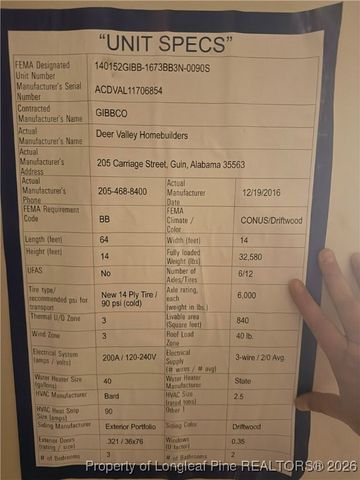 "UNIT SPECS"
FEMA Designated Unit Number 140152GIBB-1673BB3N-0090S
Manufacturer's Serial Number ACDVAL11706854
Contracted Manufacturer's Name GIBBCO
Actual Manufacturer's Name Deer Valley Homebuilders
Actual Manufacturer's Address 205 Carriage Street, Guin, Alabama 35563
Actual Manufacturer's Phone 205-468-8400 Actual Manufacturer Date 12/19/2016
FEMA Requirement Code BB FEMA Climate / Color CONUS/Driftwood
Length (feet) 64 Width (feet) 14
Height (feet) 14 Fully loaded Weight (lbs) 32,580
UFAS No Number of Axles/Tires 6/12
Tire type/ recommended psi for transport New 14 Ply Tire / 90 psi (cold) Axle rating, each (weight in lbs.) 6,000
Thermal U/O Zone 3 Livable area (Square feet) 840
Wind Zone 3 Roof Load Zone 40 lb.
Electrical System (amps / volts) 200A / 120-240V Electrical Supply (# wires / # avg) 3-wire / 2/0 Avg.
Water Heater Size (gallons) 40 Water Heater Manufacturer State
HVAC Manufacturer Bard HVAC Size (rated tons) 2.5
HVAC Heat Strip Size (amps) 90 Other
Siding Manufacturer Exterior Portfolio Siding Color Driftwood
Exterior Doors (rating / size) .321 / 36x76 Windows (U factor) 0.35
# of Bedrooms 3 # of Bathrooms 2
Property of Longleaf Pine REALTORS® 2026